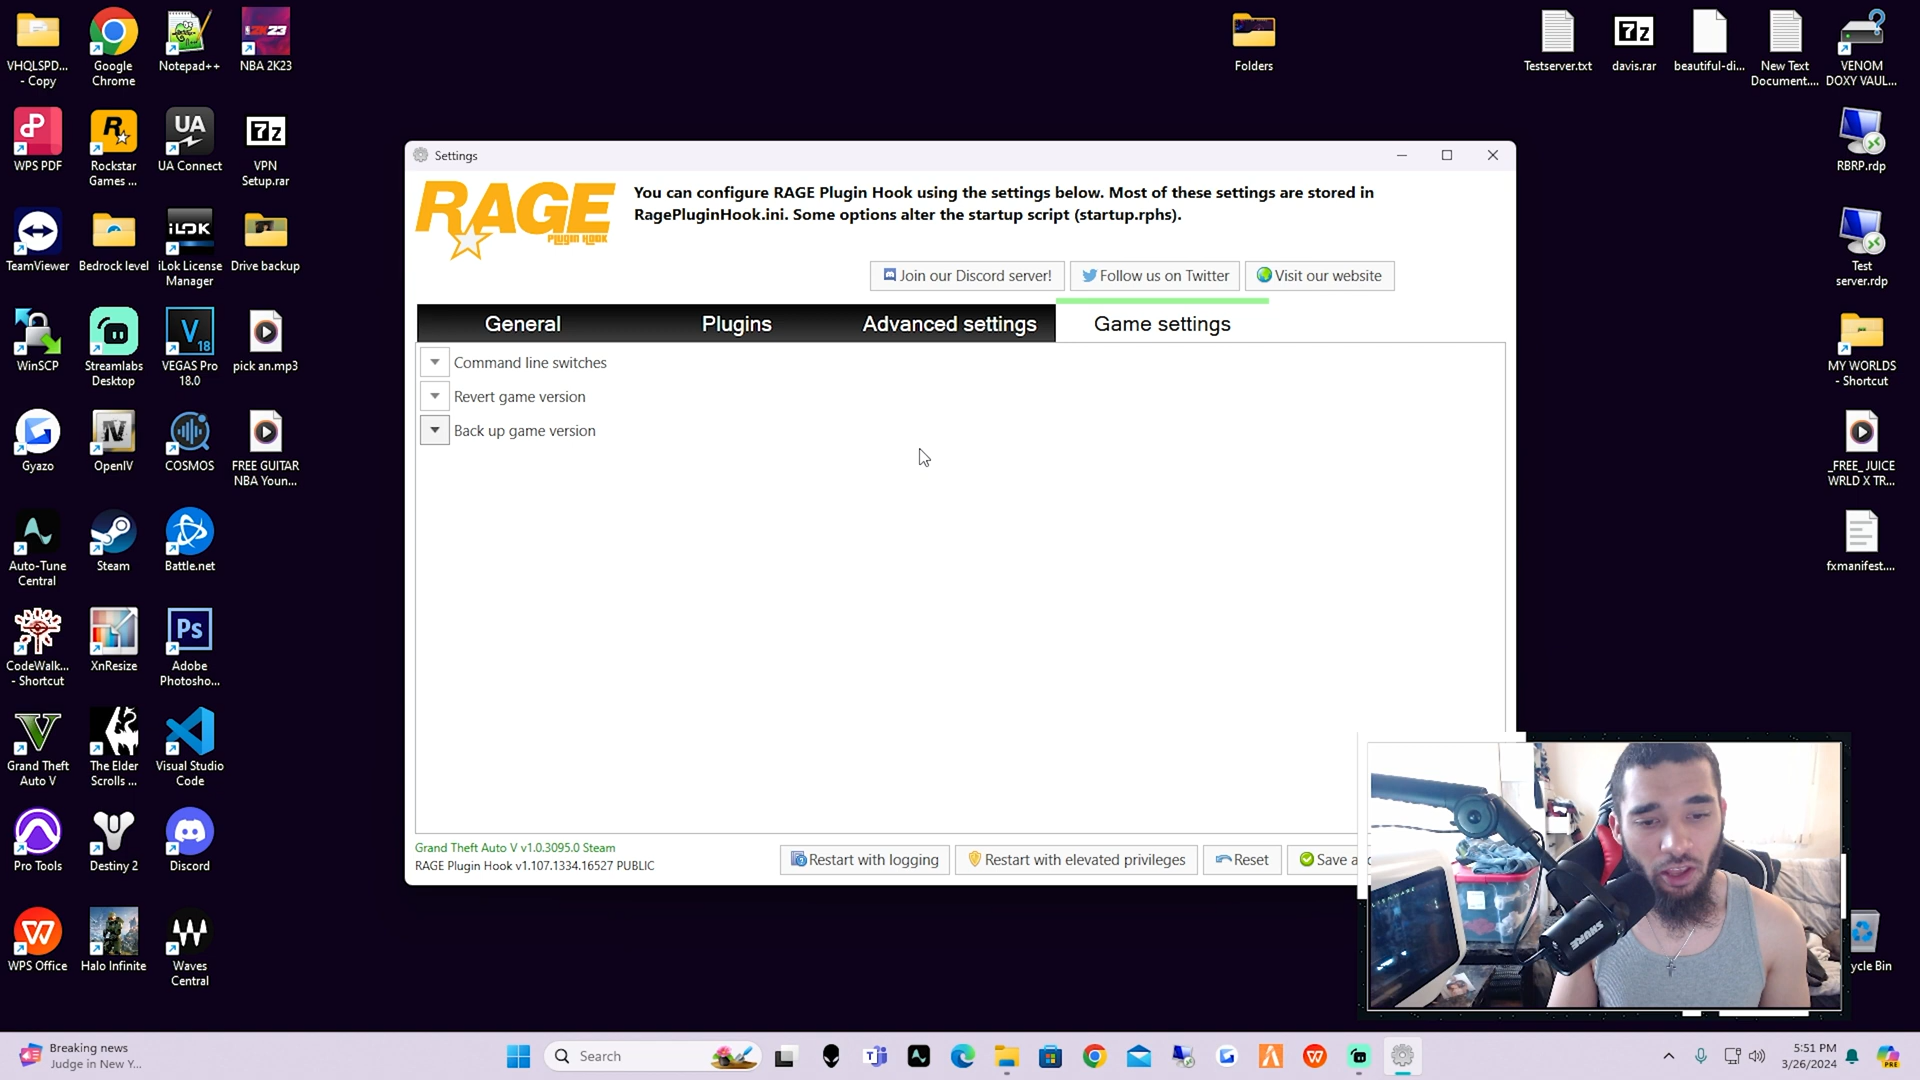 VHQLSPD...
- Copy
Google
Chrome
Notepad++
NBA 2K23
Folders
Testserver.txt
davis.rar
beautiful-di...
New Text
Document....
VENOM
DOXY VAUL...
WPS PDF
Rockstar
Games ...
UA
UA Connect
7z
VPN
Setup.rar
RBRP.rdp
TeamViewer
Bedrock level
iLOK
iLok License
Manager
Drive backup
Test
server.rdp
WinSCP
Streamlabs
Desktop
V
18
VEGAS Pro
18.0
pick an.mp3
MY WORLDS
- Shortcut
Gyazo
OpenIV
COSMOS
FREE GUITAR
NBA Youn...
_FREE_ JUICE
WRLD X TR...
Auto-Tune
Central
Steam
Battle.net
fxmanifest....
CodeWalk...
- Shortcut
XnResize
Ps
Adobe
Photosho...
Grand Theft
Auto V
The Elder
Scrolls ...
Visual Studio
Code
Pro Tools
Destiny 2
Discord
WPS Office
Halo Infinite
Waves
Central
Settings
RAGE
PLUGIN HOOK
You can configure RAGE Plugin Hook using the settings below. Most of these settings are stored in
RagePluginHook.ini. Some options alter the startup script (startup.rphs).
Join our Discord server!
Follow us on Twitter
Visit our website
General
Plugins
Advanced settings
Game settings
Command line switches
Revert game version
Back up game version
Grand Theft Auto V v1.0.3095.0 Steam
RAGE Plugin Hook v1.107.1334.16527 PUBLIC
Restart with logging
Restart with elevated privileges
Reset
Save a
SHURE
ycle Bin
Breaking news
Judge in New Y...
Search
5:51 PM
3/26/2024
PRE